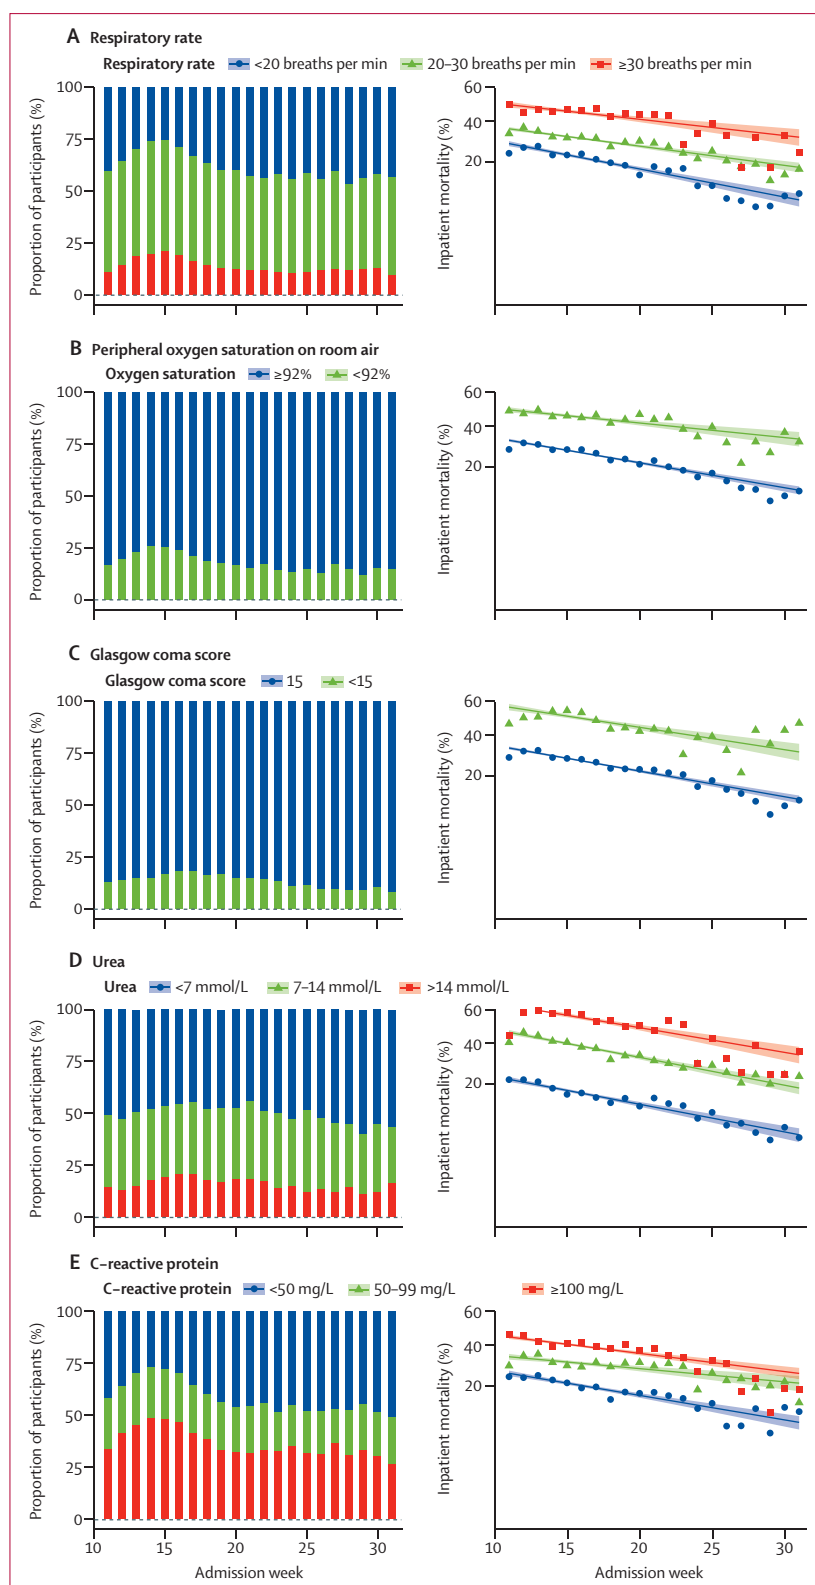 A Respiratory rate
Respiratory rate <20 breaths per min 20–30 breaths per min ≥30 breaths per min
Proportion of participants (%)
100
75
50
25
0
Inpatient mortality (%)
60
40
20
B Peripheral oxygen saturation on room air
Oxygen saturation ≥92% <92%
Proportion of participants (%)
100
75
50
25
0
Inpatient mortality (%)
60
40
20
C Glasgow coma score
Glasgow coma score 15 <15
Proportion of participants (%)
100
75
50
25
0
Inpatient mortality (%)
60
40
20
D Urea
Urea <7 mmol/L 7–14 mmol/L >14 mmol/L
Proportion of participants (%)
100
75
50
25
0
Inpatient mortality (%)
60
40
20
E C–reactive protein
C–reactive protein <50 mg/L 50–99 mg/L ≥100 mg/L
Proportion of participants (%)
100
75
50
25
0
10 15 20 25 30
Admission week
Inpatient mortality (%)
60
40
20
10 15 20 25 30
Admission week